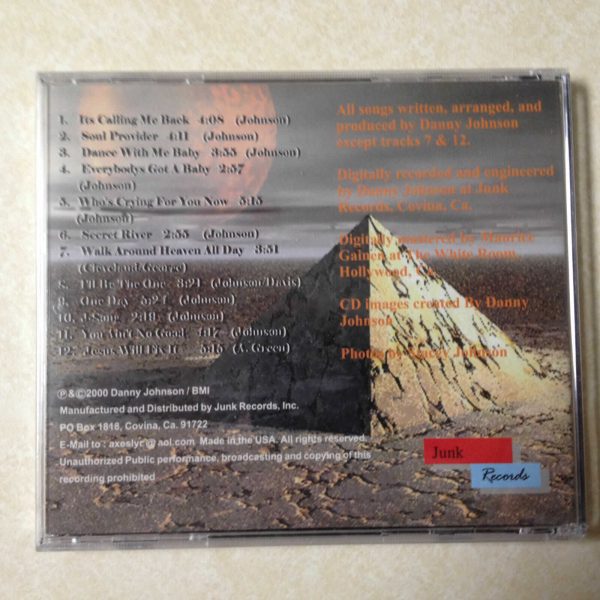 1. Its Calling Me Back 4:08 (Johnson)
2. Soul Provider 4:11 (Johnson)
3. Dance With Me Baby 3:55 (Johnson)
4. Everybodys Got A Baby 2:57
(Johnson)
5. Who's Crying For You Now 5:15
(Johnson)
6. Secret River 2:55 (Johnson)
7. Walk Around Heaven All Day 3:51
(Cleveland/George)
8. I'll Be The One 3:21 (Johnson/Davis)
9. One Day 5:24 (Johnson)
10. J-Song 2:19 (Johnson)
11. You Ain't No Good 4:17 (Johnson)
12. Jesus Will Fix It 5:15 (A. Green)
All songs written, arranged, and
produced by Danny Johnson
except tracks 7 & 12.
Digitally recorded and engineered
by Danny Johnson at Junk
Records, Covina, Ca.
Digitally mastered by Maurice
Gainen at The White Room,
Hollywood, Ca.
CD images created By Danny
Johnson
Photos by Stacey Johnson
℗&©2000 Danny Johnson / BMI
Manufactured and Distributed by Junk Records, Inc.
PO Box 1818, Covina, Ca. 91722
E-Mail to : axeslyr@aol.com Made in the USA. All rights reserved.
Unauthorized Public performance, broadcasting and copying of this
recording prohibited
Junk
Records